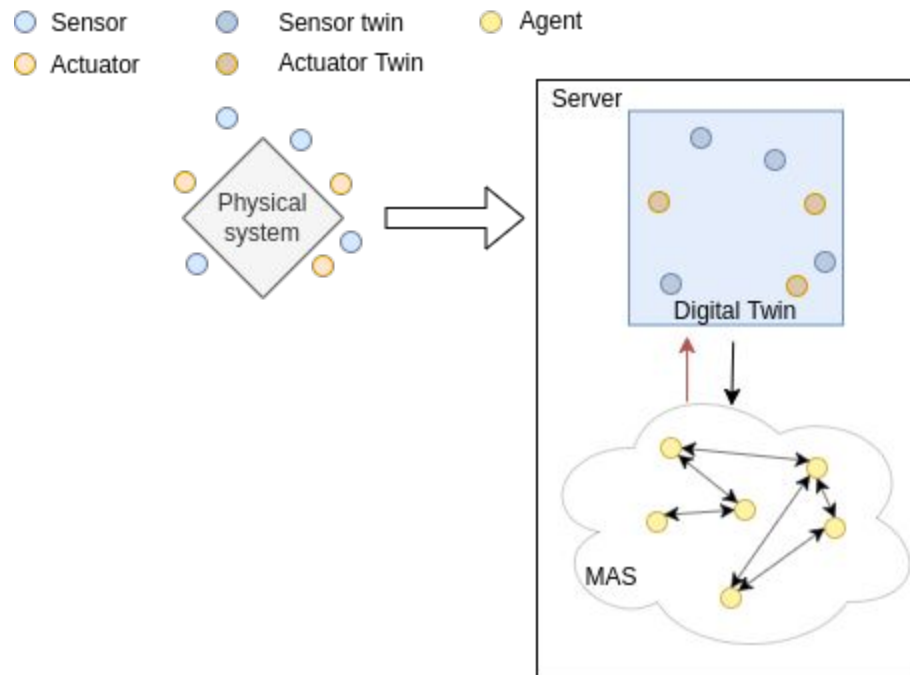 Sensor
Sensor twin
Agent
Actuator
Actuator Twin
Server
Physical
system
Digital Twin
MAS